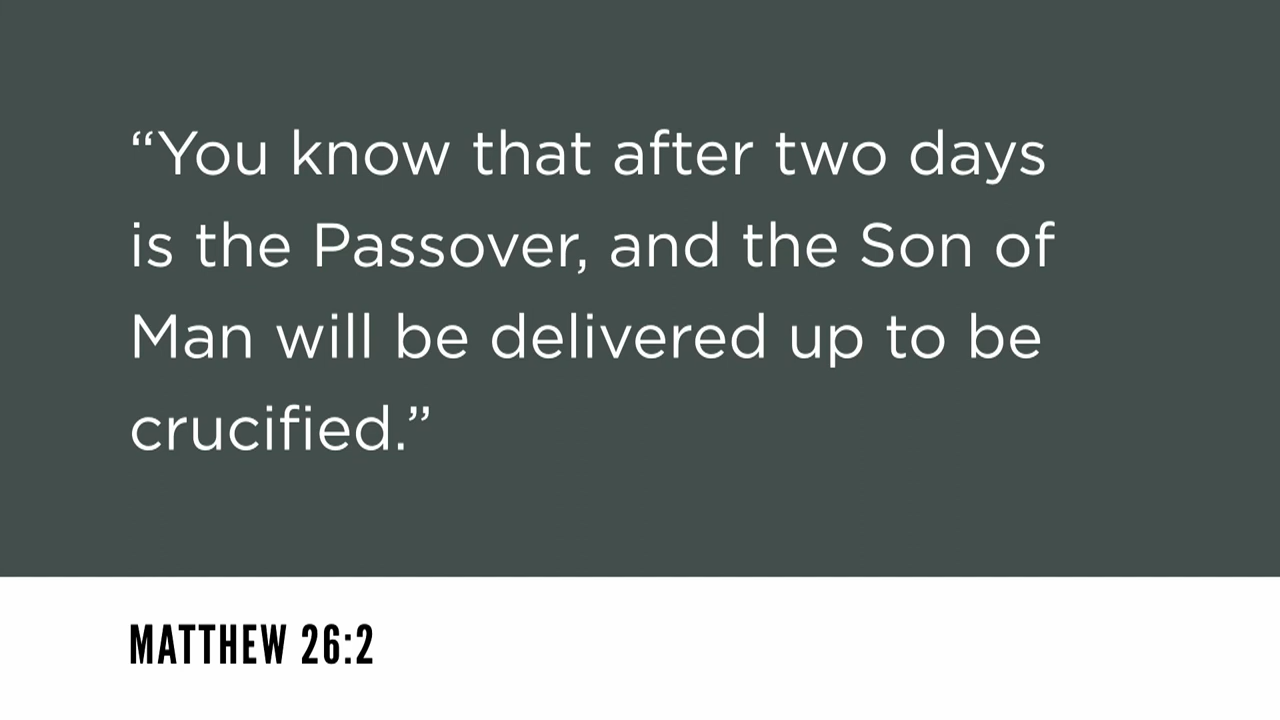 “You know that after two days
is the Passover, and the Son of
Man will be delivered up to be
crucified.”
MATTHEW 26:2